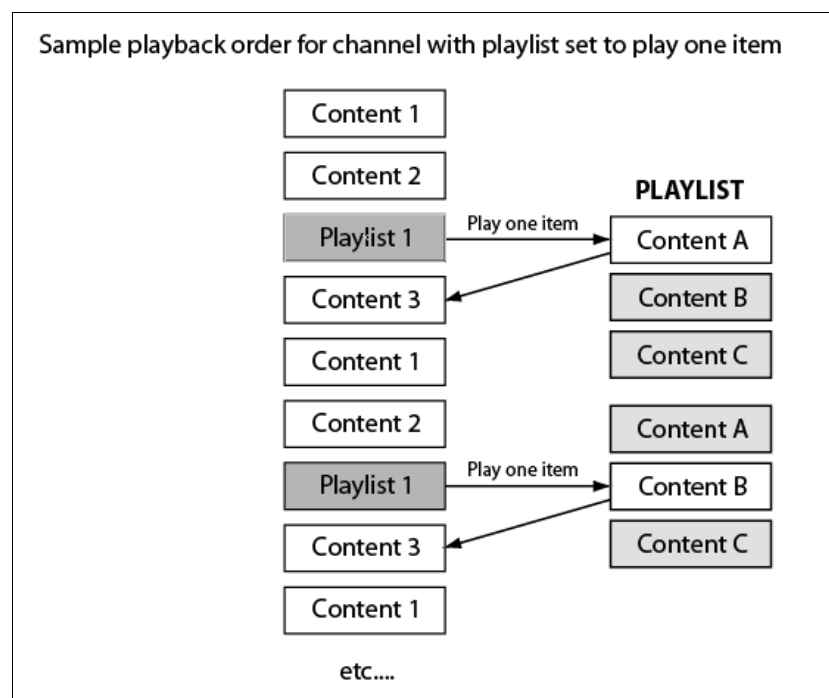 Sample playback order for channel with playlist set to play one item
Content 1
Content 2
PLAYLIST
Playlist 1
Play one item
Content A
Content 3
Content B
Content 1
Content C
Content 2
Content A
Playlist 1
Play one item
Content B
Content 3
Content C
Content 1
etc....